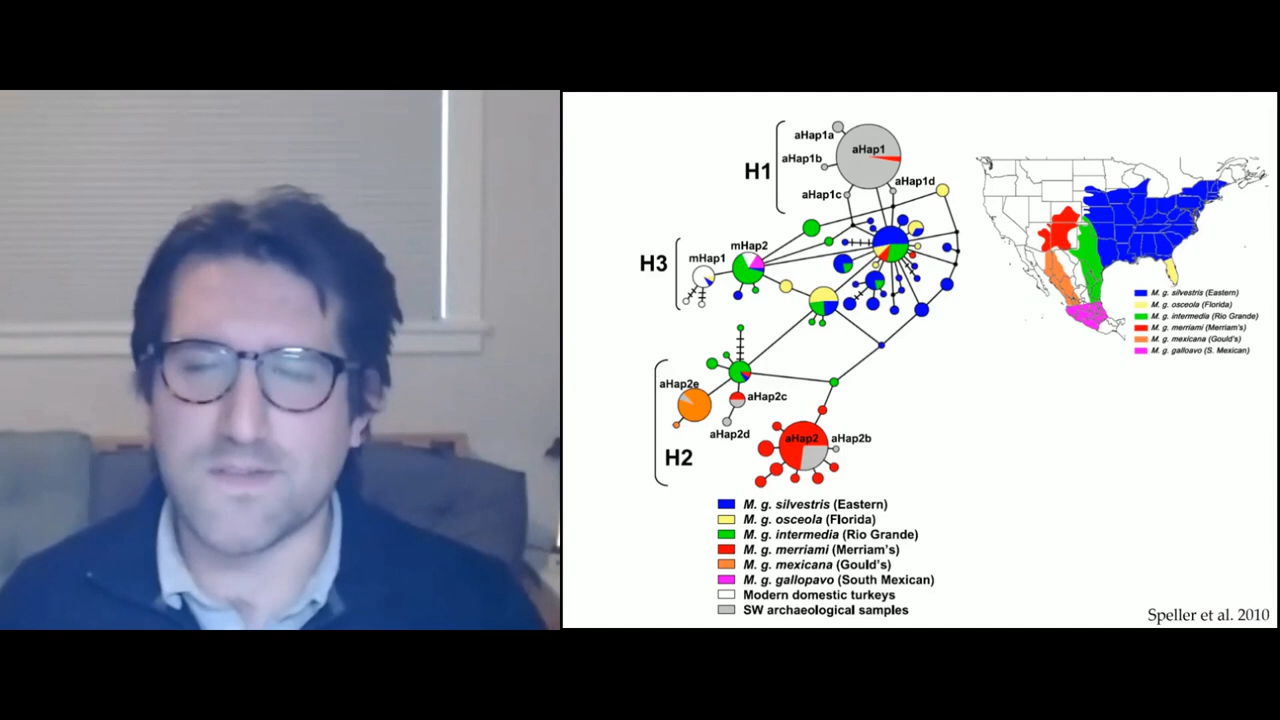 aHap1a
aHap1
aHap1b
H1
aHap1c
aHap1d
mHap2
mHap1
H3
aHap2e
aHap2c
aHap2d
aHap2
aHap2b
H2
M. g. silvestris (Eastern)
M. g. osceola (Florida)
M. g. intermedia (Rio Grande)
M. g. merriami (Merriam's)
M. g. mexicana (Gould's)
M. g. galloavo (S. Mexican)
M. g. silvestris (Eastern)
M. g. osceola (Florida)
M. g. intermedia (Rio Grande)
M. g. merriami (Merriam's)
M. g. mexicana (Gould's)
M. g. gallopavo (South Mexican)
Modern domestic turkeys
SW archaeological samples
Speller et al. 2010